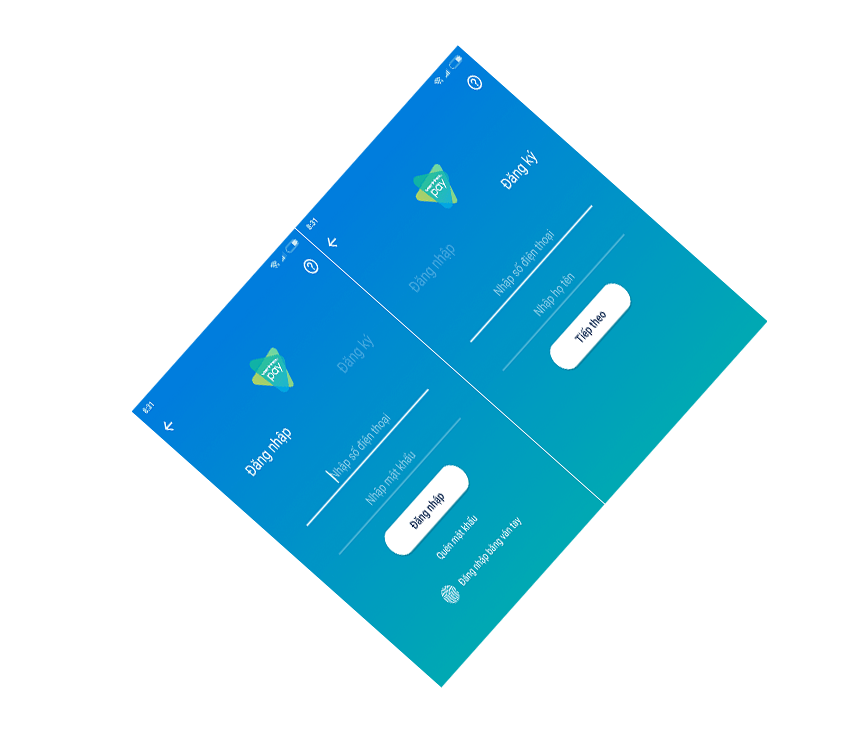 8:31
pay
Đăng nhập
Đăng ký
Nhập số điện thoại
Nhập mật khẩu
Đăng nhập
Quên mật khẩu
Đăng nhập bằng vân tay
8:31
?
pay
Đăng nhập
Đăng ký
Nhập số điện thoại
Nhập họ tên
Tiếp theo